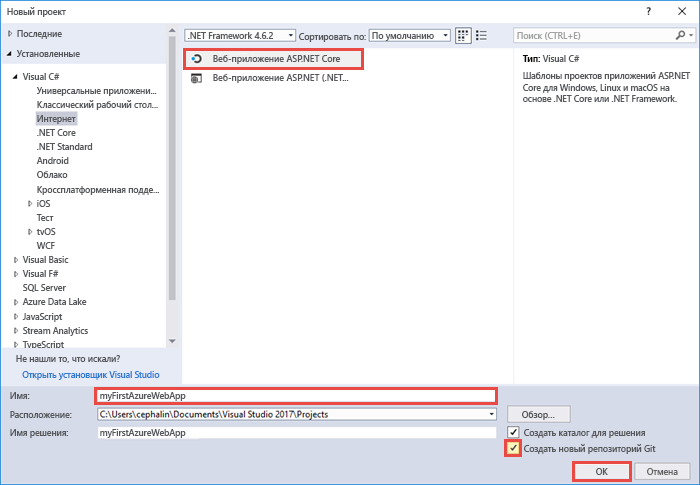 Новый проект
? ×
Последние
Установленные
.NET Framework 4.6.2 Сортировать по: По умолчанию
Поиск (CTRL+E)
Visual C#
Универсальные приложени...
Классический рабочий стол...
Интернет
.NET Core
.NET Standard
Android
Облако
Кроссплатформенная подде...
iOS
Тест
tvOS
WCF
Visual Basic
Visual F#
SQL Server
Azure Data Lake
JavaScript
Stream Analytics
TypeScript
Не нашли то, что искали?
Открыть установщик Visual Studio
Веб-приложение ASP.NET Core
Веб-приложение ASP.NET (.NET...
Тип: Visual C#
Шаблоны проектов приложений ASP.NET
Core для Windows, Linux и macOS на
основе .NET Core или .NET Framework.
Имя: myFirstAzureWebApp
Расположение: C:\Users\cephalin\Documents\Visual Studio 2017\Projects
Обзор...
Имя решения: myFirstAzureWebApp
Создать каталог для решения
Создать новый репозиторий Git
OK Отмена